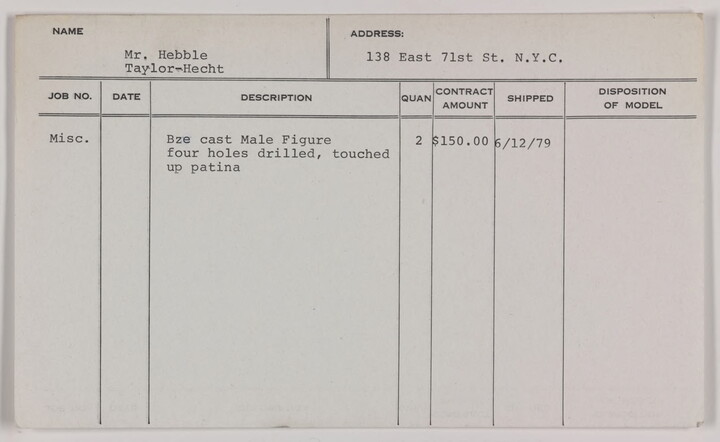 NAME
Mr. Hebble
Taylor-Hecht
ADDRESS:
138 East 71st St. N.Y.C.
JOB NO. DATE DESCRIPTION QUAN CONTRACT AMOUNT SHIPPED DISPOSITION OF MODEL
Misc. Bze cast Male Figure 2 $150.00 6/12/79
four holes drilled, touched
up patina